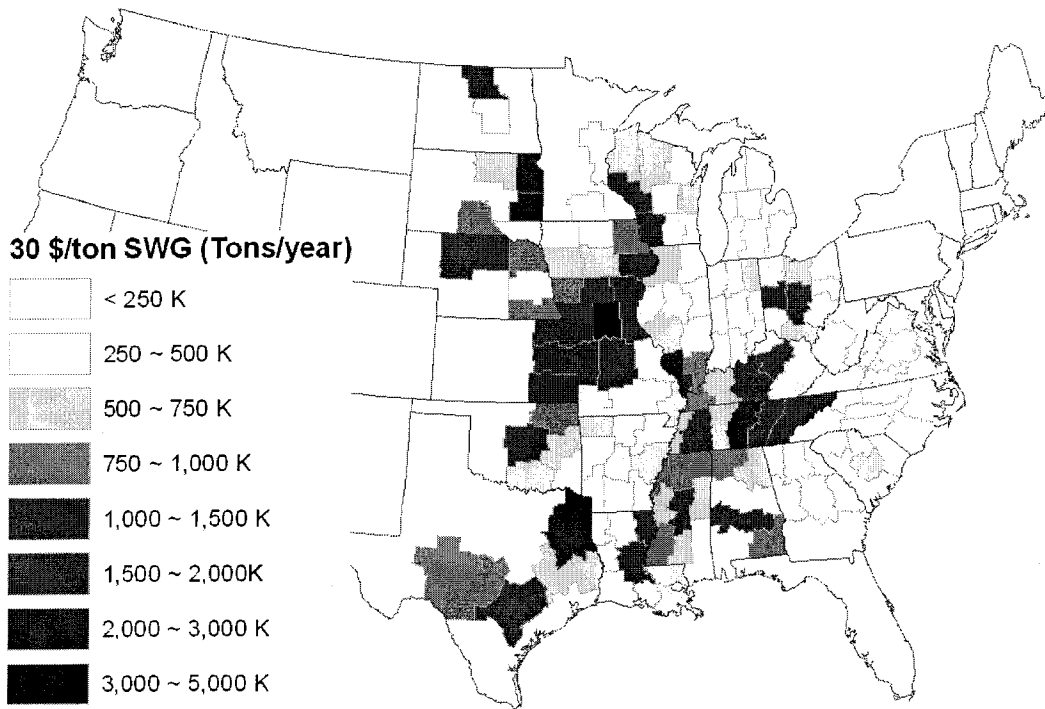 30 $/ton SWG (Tons/year)
< 250 K
250 ~ 500 K
500 ~ 750 K
750 ~ 1,000 K
1,000 ~ 1,500 K
1,500 ~ 2,000K
2,000 ~ 3,000 K
3,000 ~ 5,000 K